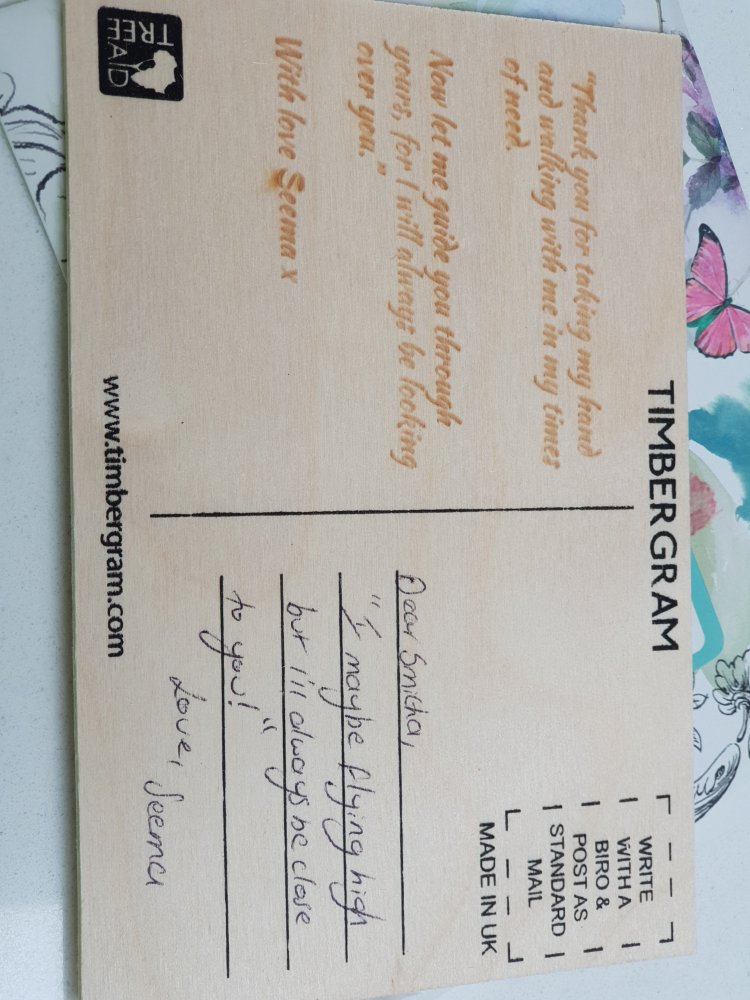 TIMBERGRAM
"Thank you for taking my hand
and walking with me in my times
of need.
Now let me guide you through
yours, for I will always be looking
over you."
With love Seema x
TREE AID
www.timbergram.com
WRITE
WITH A
BIRO &
POST AS
STANDARD
MAIL
MADE IN UK
Dear Smitha,
"I maybe flying high
but I'll always be close
to you!"
Love, Seema